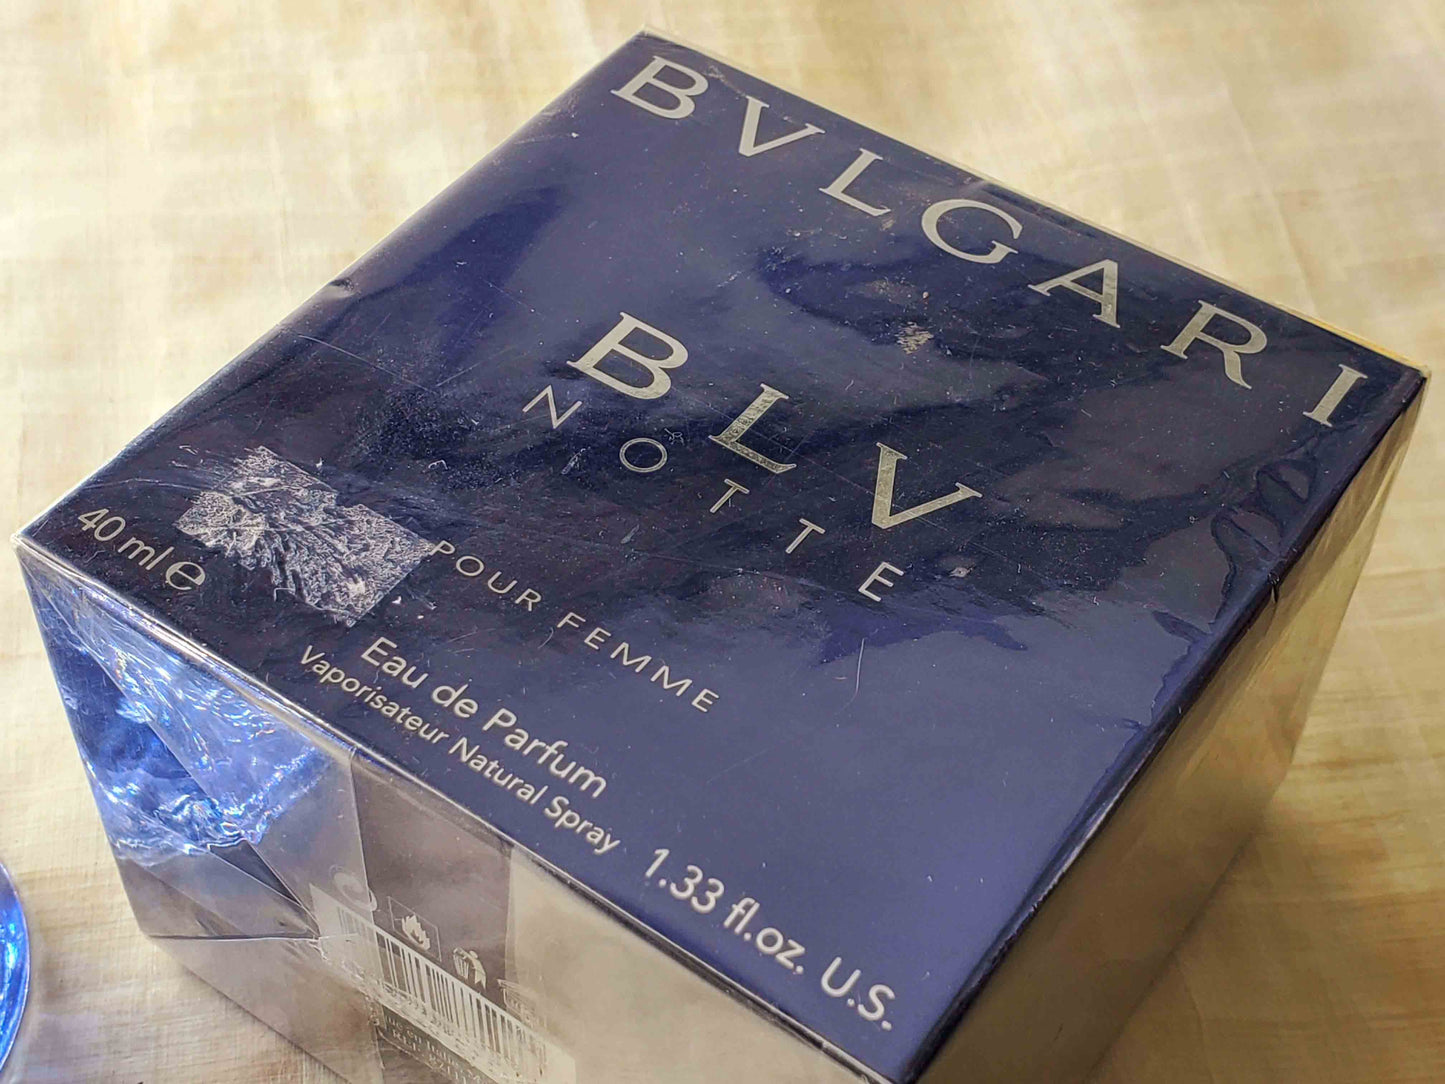 BVLGARI
BLV
NOTTE
POUR FEMME
Eau de Parfum
Vaporisateur Natural Spray
40 ml e 1.33 fl.oz. U.S.